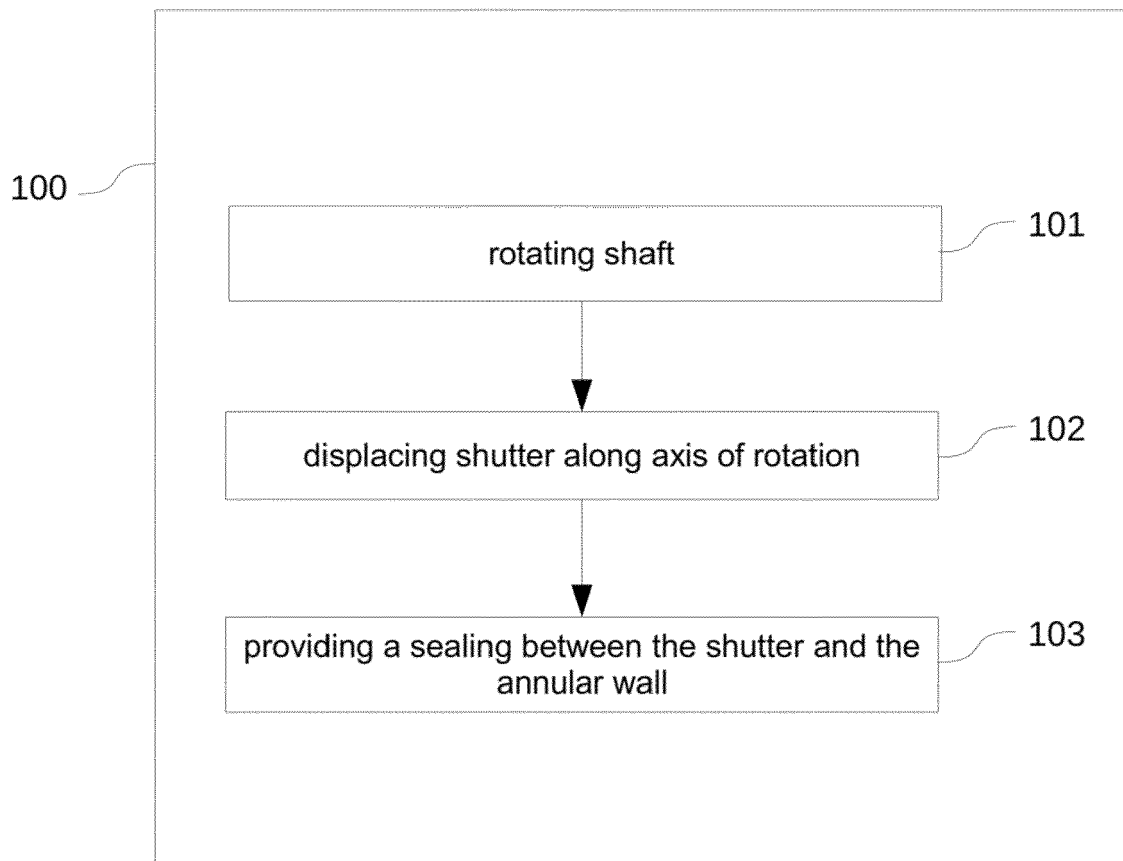 100
rotating shaft
101
displacing shutter along axis of rotation
102
providing a sealing between the shutter and the
annular wall
103